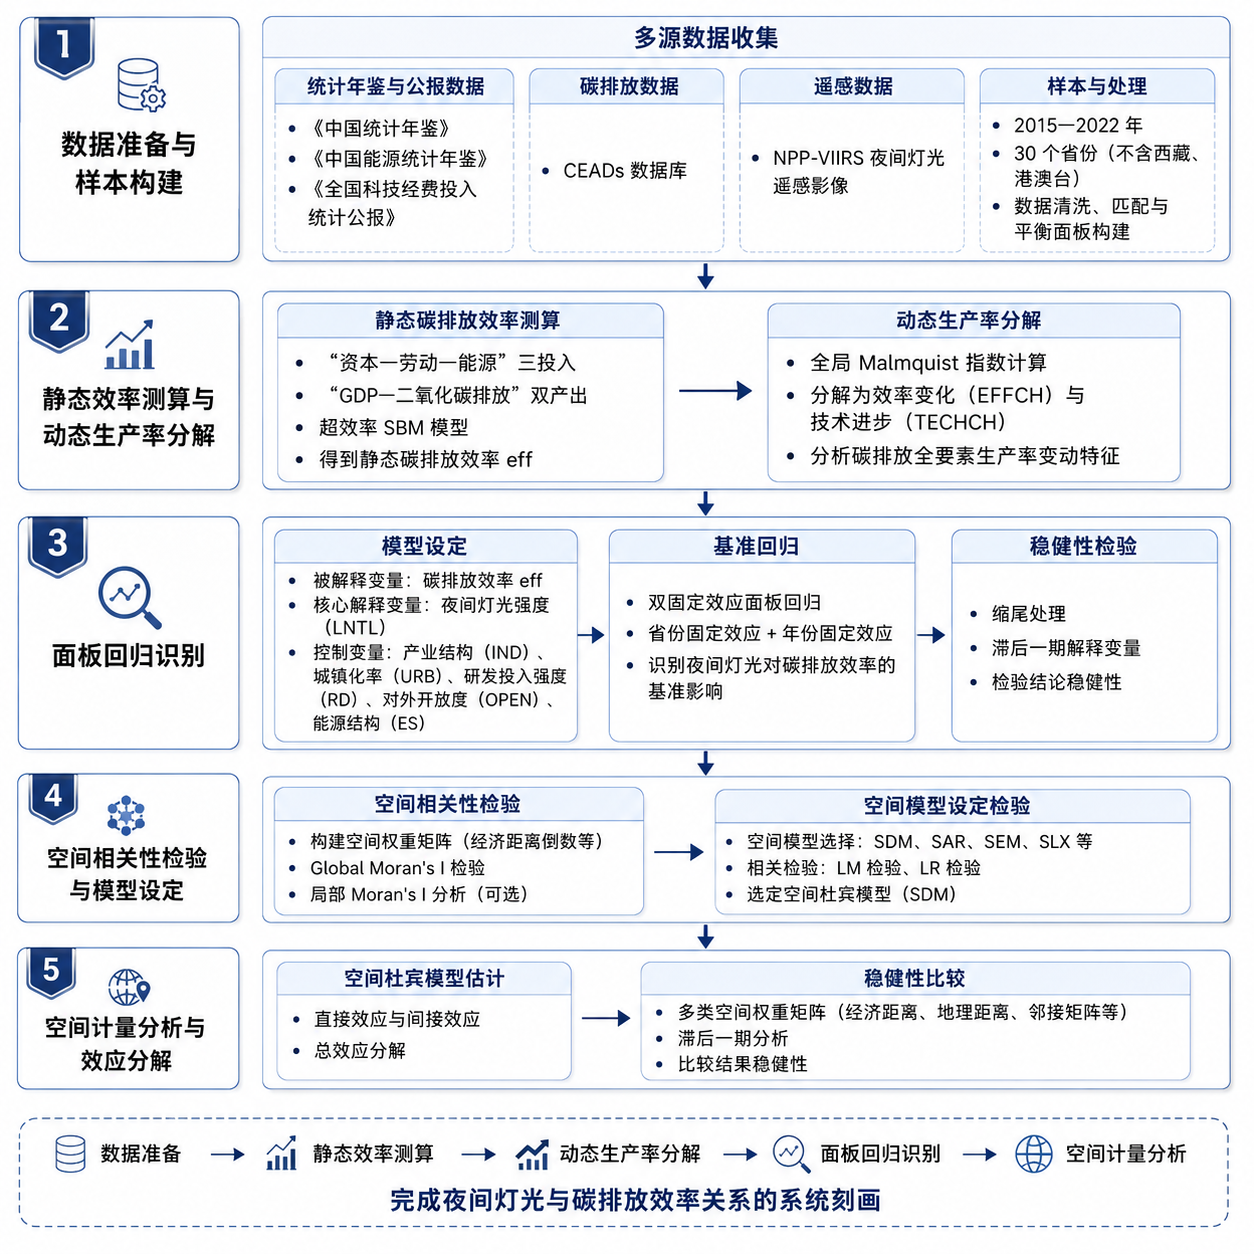 1
数据准备与
样本构建
多源数据收集
统计年鉴与公报数据
• 《中国统计年鉴》
• 《中国能源统计年鉴》
• 《全国科技经费投入
统计公报》
碳排放数据
• CEADs 数据库
遥感数据
• NPP-VIIRS 夜间灯光
遥感影像
样本与处理
• 2015—2022 年
• 30 个省份（不含西藏、
港澳台）
• 数据清洗、匹配与
平衡面板构建
2
静态效率测算与
动态生产率分解
静态碳排放效率测算
• “资本—劳动—能源”三投入
• “GDP—二氧化碳排放”双产出
• 超效率 SBM 模型
• 得到静态碳排放效率 eff
动态生产率分解
• 全局 Malmquist 指数计算
• 分解为效率变化（EFFCH）与
技术进步（TECHCH）
• 分析碳排放全要素生产率变动特征
3
面板回归识别
模型设定
• 被解释变量：碳排放效率 eff
• 核心解释变量：夜间灯光强度
（LNTL）
• 控制变量：产业结构（IND）、
城镇化率（URB）、研发投入强度
（RD）、对外开放度（OPEN）、
能源结构（ES）
基准回归
• 双固定效应面板回归
• 省份固定效应 + 年份固定效应
• 识别夜间灯光对碳排放效率的
基准影响
稳健性检验
• 缩尾处理
• 滞后一期解释变量
• 检验结论稳健性
4
空间相关性检验
与模型设定
空间相关性检验
• 构建空间权重矩阵（经济距离倒数等）
• Global Moran's I 检验
• 局部 Moran's I 分析（可选）
空间模型设定检验
• 空间模型选择：SDM、SAR、SEM、SLX 等
• 相关检验：LM 检验、LR 检验
• 选定空间杜宾模型（SDM）
5
空间计量分析与
效应分解
空间杜宾模型估计
• 直接效应与间接效应
• 总效应分解
稳健性比较
• 多类空间权重矩阵（经济距离、地理距离、邻接矩阵等）
• 滞后一期分析
• 比较结果稳健性
数据准备
静态效率测算
动态生产率分解
面板回归识别
空间计量分析
完成夜间灯光与碳排放效率关系的系统刻画